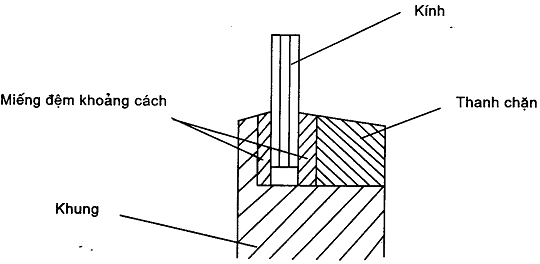 Kính
Miếng đệm khoảng cách
Thanh chặn
Khung